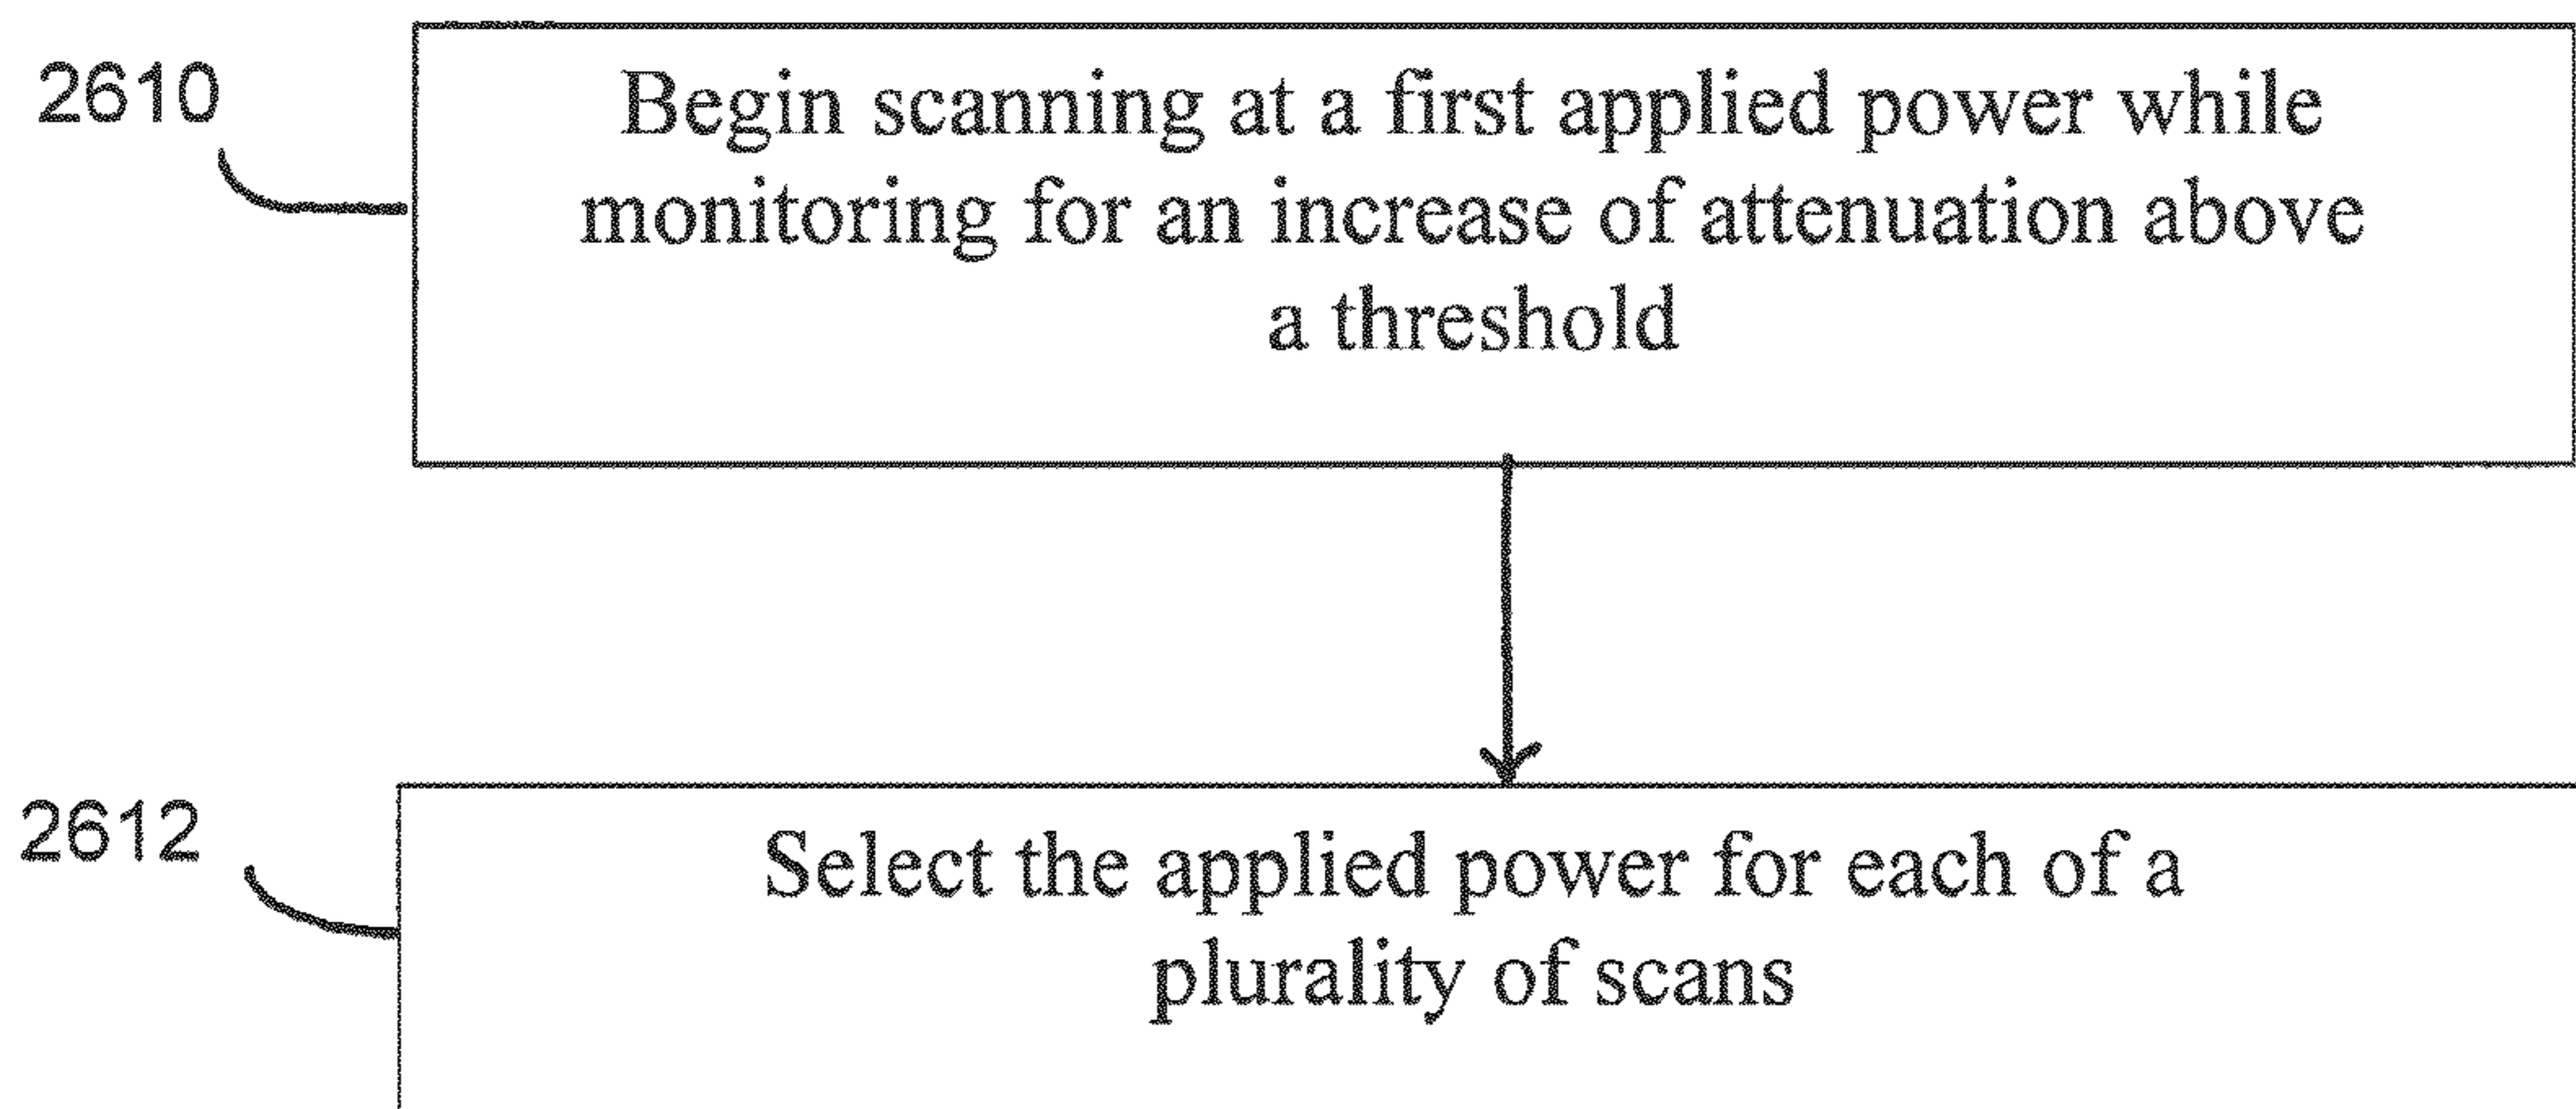 2610
Begin scanning at a first applied power while
monitoring for an increase of attenuation above
a threshold
2612
Select the applied power for each of a
plurality of scans